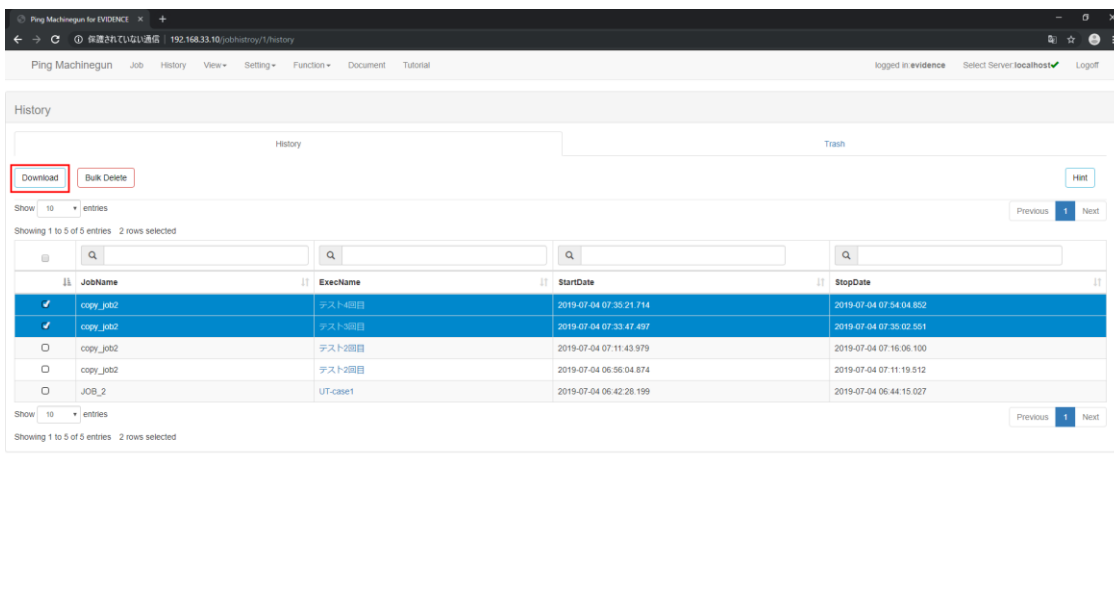 Ping Machinegun for EVIDENCE
保護されていない通信 | 192.168.33.10/jobhistroy/1/history
Ping Machinegun Job History View Setting Function Document Tutorial logged in:evidence Select Server:localhost Logoff
History
History Trash
Download Bulk Delete Hint
Show 10 entries Previous 1 Next
Showing 1 to 5 of 5 entries 2 rows selected
JobName ExecName StartDate StopDate
copy_job2 テスト4回目 2019-07-04 07:35:21.714 2019-07-04 07:54:04.852
copy_job2 テスト3回目 2019-07-04 07:33:47.497 2019-07-04 07:35:02.551
copy_job2 テスト2回目 2019-07-04 07:11:43.979 2019-07-04 07:16:06.100
copy_job2 テスト2回目 2019-07-04 06:56:04.874 2019-07-04 07:11:19.512
JOB_2 UT-case1 2019-07-04 06:42:28.199 2019-07-04 06:44:15.027
Show 10 entries Previous 1 Next
Showing 1 to 5 of 5 entries 2 rows selected